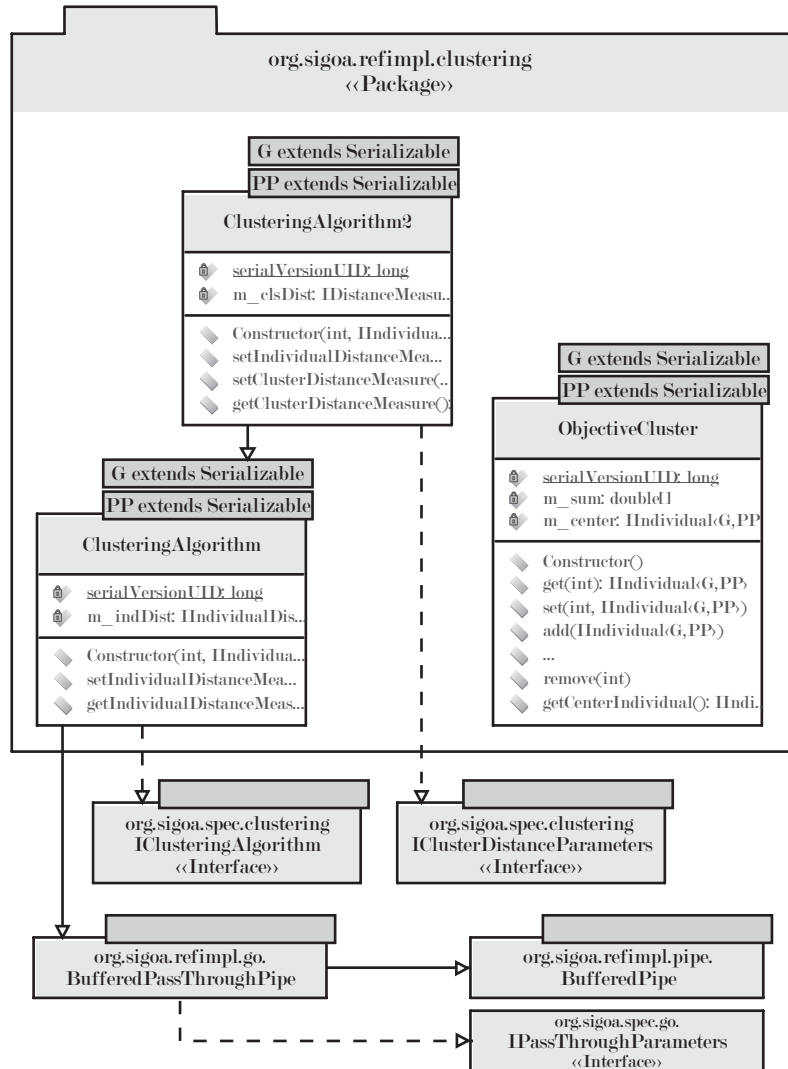 org.sigoa.refimpl.clustering
‹‹Package››
G extends Serializable
PP extends Serializable
ClusteringAlgorithm2
serialVersionUID: long
m_clsDist: IDistanceMeasu...
Constructor(int, IIndividua...
setIndividualDistanceMea...
setClusterDistanceMeasure(...
getClusterDistanceMeasure():
G extends Serializable
PP extends Serializable
ObjectiveCluster
serialVersionUID: long
m_sum: double[]
m_center: IIndividual‹G,PP
Constructor()
get(int): IIndividual‹G,PP›
set(int, IIndividual‹G,PP›)
add(IIndividual‹G,PP›)
...
remove(int)
getCenterIndividual(): IIndi...
G extends Serializable
PP extends Serializable
ClusteringAlgorithm
serialVersionUID: long
m_indDist: IIndividualDis...
Constructor(int, IIndividua...
setIndividualDistanceMea...
getIndividualDistanceMeas...
org.sigoa.spec.clustering
IClusteringAlgorithm
‹‹Interface››
org.sigoa.spec.clustering
IClusterDistanceParameters
‹‹Interface››
org.sigoa.refimpl.go.
BufferedPassThroughPipe
org.sigoa.refimpl.pipe.
BufferedPipe
org.sigoa.spec.go.
IPassThroughParameters
‹‹Interface››